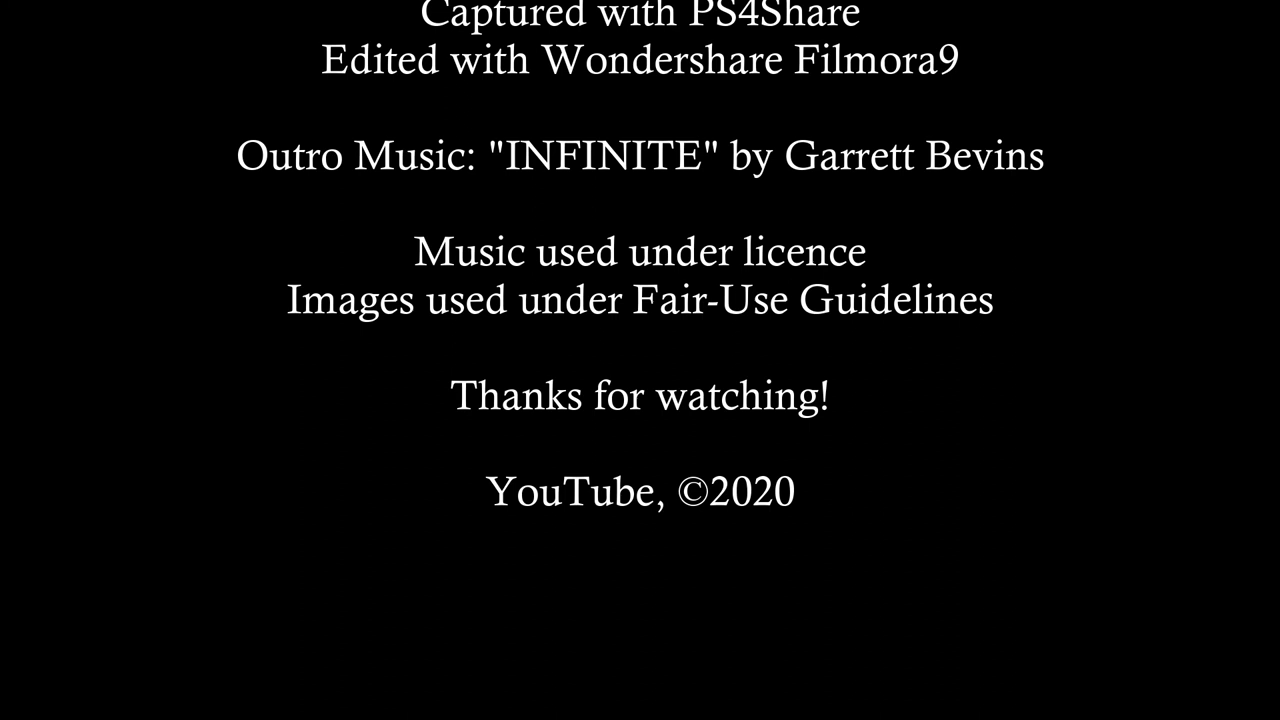 Captured with PS4Share
Edited with Wondershare Filmora9
Outro Music: "INFINITE" by Garrett Bevins
Music used under licence
Images used under Fair-Use Guidelines
Thanks for watching!
YouTube, ©2020